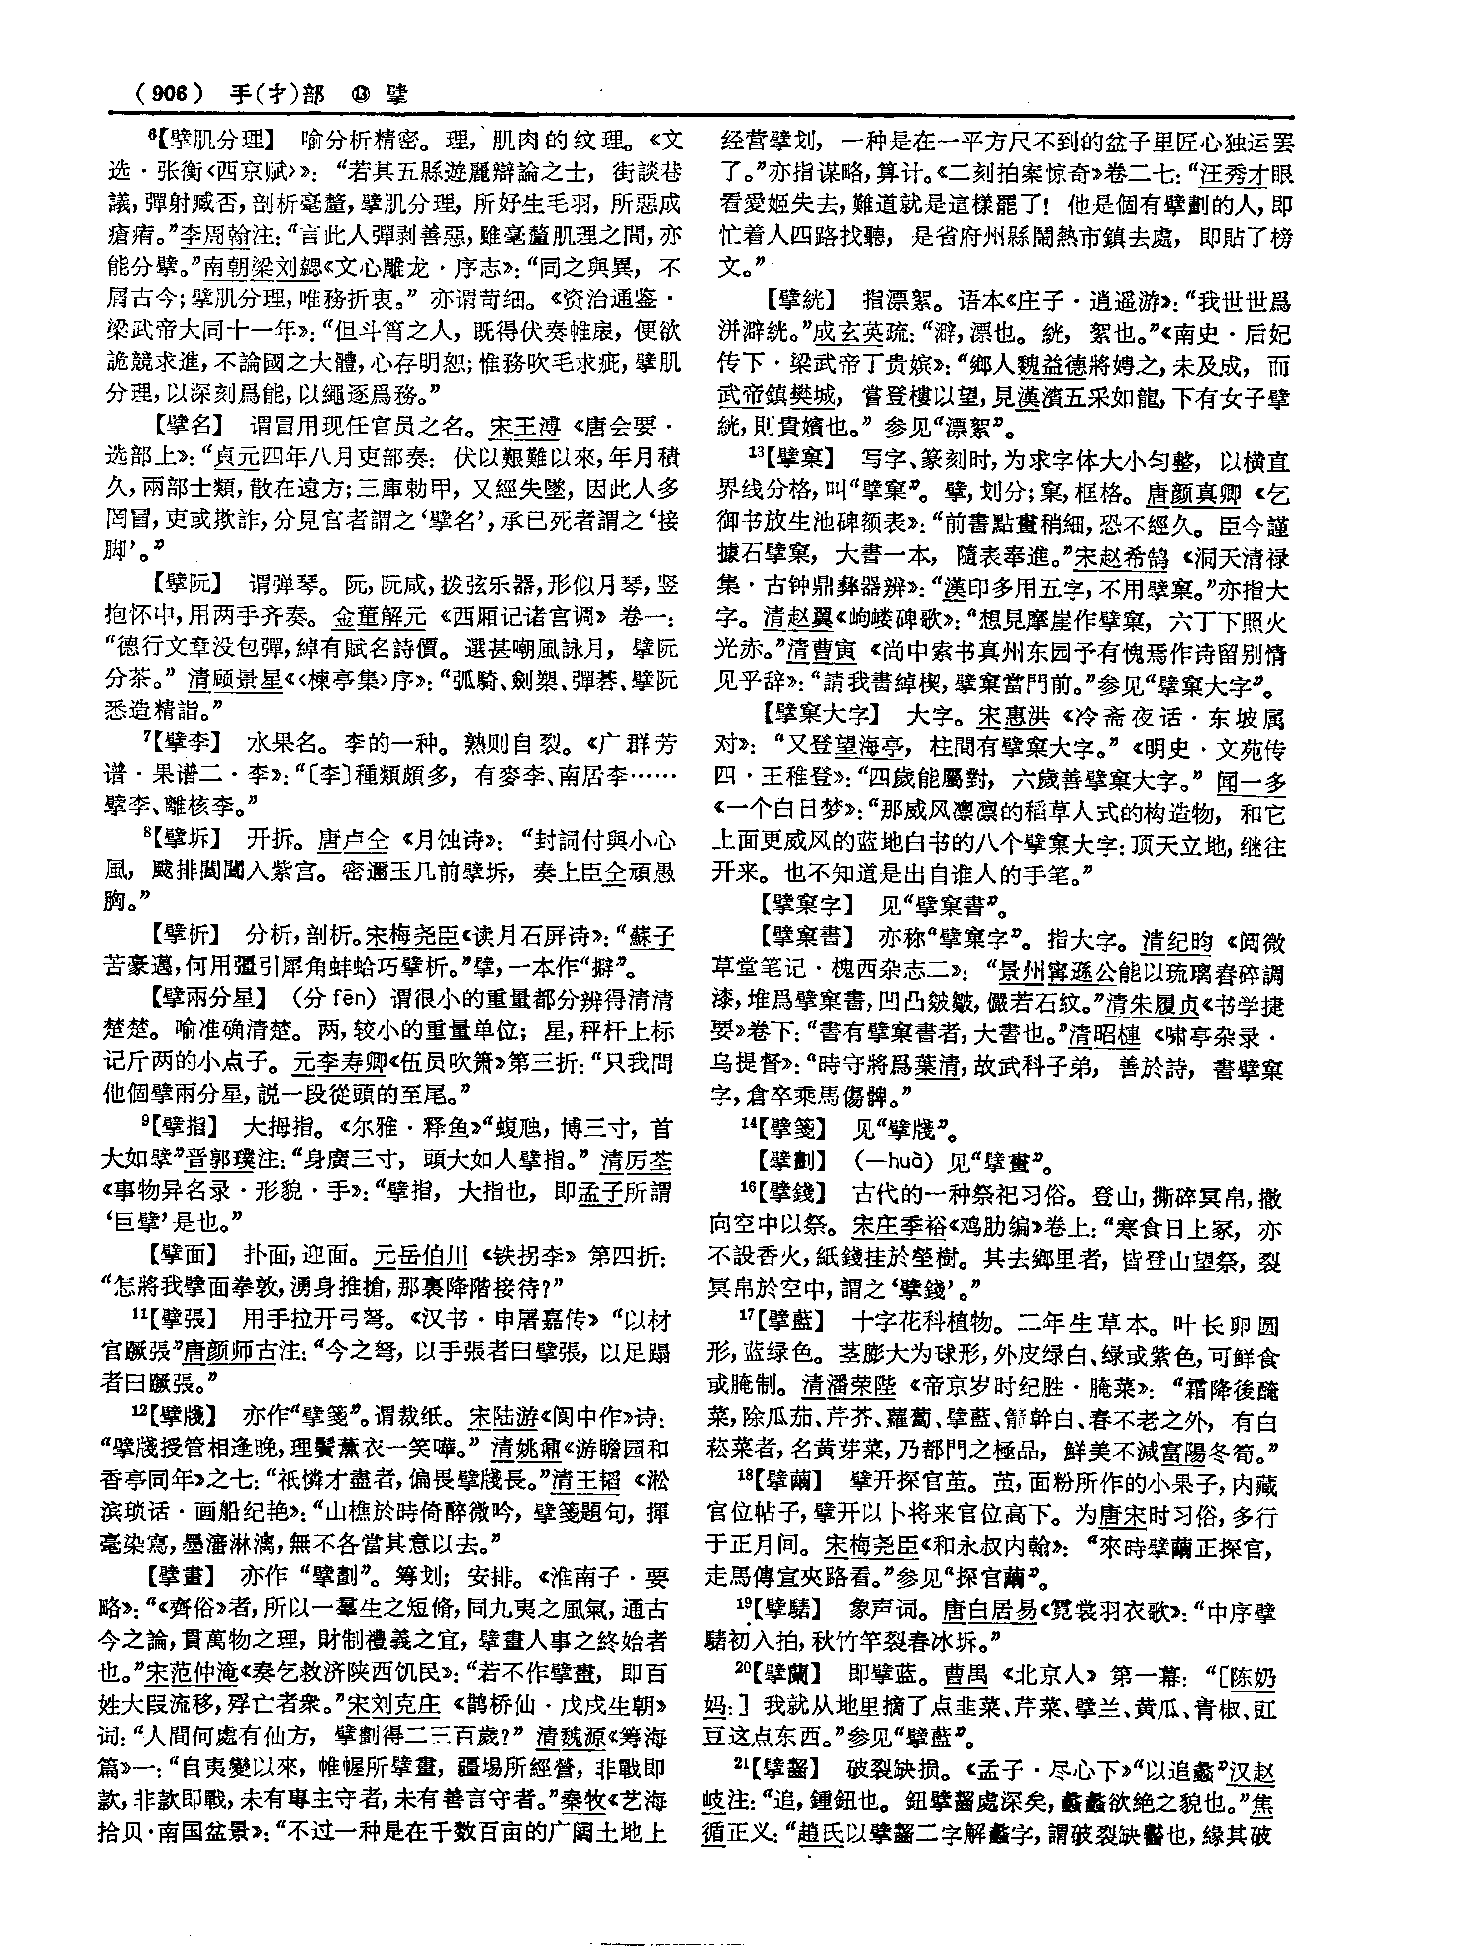 （906） 手(扌)部 ⑬ 擘
⁶【擘肌分理】 喻分析精密。理，肌肉的纹理。《文
选·张衡〈西京赋〉》：“若其五縣遊麗辯論之士，街談巷
議，彈射臧否，剖析毫釐，擘肌分理，所好生毛羽，所惡成
瘡痏。”李周翰注：“言此人彈剥善惡，雖毫釐肌理之間，亦
能分擘。”南朝梁刘勰《文心雕龙·序志》：“同之與異，不
屑古今；擘肌分理，唯務折衷。”亦谓苛细。《资治通鉴·
梁武帝大同十一年》：“但斗筲之人，既得伏奏帷扆，便欲
詭競求進，不論國之大體，心存明恕；惟務吹毛求疵，擘肌
分理，以深刻爲能，以繩逐爲務。”
【擘名】 谓冒用现任官员之名。宋王溥《唐会要·
选部上》：“貞元四年八月吏部奏：伏以艱難以來，年月積
久，兩部士類，散在遠方；三庫勅甲，又經失墜，因此人多
罔冒，吏或欺詐，分見官者謂之‘擘名’，承已死者謂之‘接
脚’。”
【擘阮】 谓弹琴。阮，阮咸，拨弦乐器，形似月琴，竖
抱怀中，用两手齐奏。金董解元《西厢记诸宫调》卷一：
“德行文章没包彈，綽有賦名詩價。選甚嘲風詠月，擘阮
分茶。”清顾景星《〈楝亭集〉序》：“弧騎、劍槊、彈棊、擘阮
悉造精詣。”
⁷【擘李】 水果名。李的一种。熟则自裂。《广群芳
谱·果谱二·李》：“〔李〕種類頗多，有麥李、南居李……
擘李、離核李。”
⁸【擘坼】 开拆。唐卢仝《月蚀诗》：“封詞付與小心
風，颰排閶闔入紫宫。密邇玉几前擘坼，奏上臣仝頑愚
胸。”
【擘析】 分析，剖析。宋梅尧臣《读月石屏诗》：“蘇子
苦豪邁，何用彊引犀角蚌蛤巧擘析。”擘，一本作“擗”。
【擘兩分星】 （分 fēn）谓很小的重量都分辨得清清
楚楚。喻准确清楚。两，较小的重量单位；星，秤杆上标
记斤两的小点子。元李寿卿《伍员吹箫》第三折：“只我問
他個擘兩分星，説一段從頭的至尾。”
⁹【擘指】 大拇指。《尔雅·释鱼》“蝮虺，博三寸，首
大如擘”晋郭璞注：“身廣三寸，頭大如人擘指。”清厉荃
《事物异名录·形貌·手》：“擘指，大指也，即孟子所謂
‘巨擘’是也。”
【擘面】 扑面，迎面。元岳伯川《铁拐李》第四折：
“怎將我擘面拳敦，湧身推搶，那裏降階接待？”
¹¹【擘張】 用手拉开弓弩。《汉书·申屠嘉传》“以材
官蹶張”唐颜师古注：“今之弩，以手張者曰擘張，以足蹋
者曰蹶張。”
¹²【擘牋】 亦作“擘箋”。谓裁纸。宋陆游《阆中作》诗：
“擘牋授管相逢晚，理鬢薰衣一笑嘩。”清姚鼐《游瞻园和
香亭同年》之七：“祇憐才盡者，偏畏擘牋長。”清王韬《淞
滨琐话·画船纪艳》：“山樵於時倚醉微吟，擘箋題句，揮
毫染寫，墨瀋淋漓，無不各當其意以去。”
【擘畫】 亦作“擘劃”。筹划；安排。《淮南子·要
略》：“《齊俗》者，所以一羣生之短脩，同九夷之風氣，通古
今之論，貫萬物之理，財制禮義之宜，擘畫人事之終始者
也。”宋范仲淹《奏乞救济陕西饥民》：“若不作擘畫，即百
姓大段流移，殍亡者衆。”宋刘克庄《鹊桥仙·戊戌生朝》
词：“人間何處有仙方，擘劃得二三百歲？”清魏源《筹海
篇》一：“自夷變以來，帷幄所擘畫，疆場所經營，非戰即
款，非款即戰，未有專主守者，未有善言守者。”秦牧《艺海
拾贝·南国盆景》：“不过一种是在千数百亩的广阔土地上
经营擘划，一种是在一平方尺不到的盆子里匠心独运罢
了。”亦指谋略，算计。《二刻拍案惊奇》卷二七：“汪秀才眼
看愛姬失去，難道就是這樣罷了！他是個有擘劃的人，即
忙着人四路找聽，是省府州縣鬧熱市鎮去處，即貼了榜
文。”
【擘絖】 指漂絮。语本《庄子·逍遥游》：“我世世爲
洴澼絖。”成玄英疏：“澼，漂也。絖，絮也。”《南史·后妃
传下·梁武帝丁贵嫔》：“鄉人魏益德將娉之，未及成，而
武帝鎮樊城，嘗登樓以望，見漢濱五采如龍，下有女子擘
絖，則貴嬪也。”参见“漂絮”。
¹³【擘窠】 写字、篆刻时，为求字体大小匀整，以横直
界线分格，叫“擘窠”。擘，划分；窠，框格。唐颜真卿《乞
御书放生池碑额表》：“前書點畫稍細，恐不經久。臣今謹
據石擘窠，大書一本，隨表奉進。”宋赵希鹄《洞天清禄
集·古钟鼎彝器辨》：“漢印多用五字，不用擘窠。”亦指大
字。清赵翼《岣嵝碑歌》：“想見摩崖作擘窠，六丁下照火
光赤。”清曹寅《尚中索书真州东园予有愧焉作诗留别情
见乎辞》：“請我書綽楔，擘窠當門前。”参见“擘窠大字”。
【擘窠大字】 大字。宋惠洪《冷斋夜话·东坡属
对》：“又登望海亭，柱間有擘窠大字。”《明史·文苑传
四·王稚登》：“四歲能屬對，六歲善擘窠大字。”闻一多
《一个白日梦》：“那威风凛凛的稻草人式的构造物，和它
上面更威风的蓝地白书的八个擘窠大字：顶天立地，继往
开来。也不知道是出自谁人的手笔。”
【擘窠字】 见“擘窠書”。
【擘窠書】 亦称“擘窠字”。指大字。清纪昀《阅微
草堂笔记·槐西杂志二》：“景州甯遜公能以琉璃舂碎調
漆，堆爲擘窠書，凹凸皴皺，儼若石紋。”清朱履贞《书学捷
要》卷下：“書有擘窠書者，大書也。”清昭槤《啸亭杂录·
乌提督》：“時守將爲葉清，故武科子弟，善於詩，書擘窠
字，倉卒乘馬傷髀。”
¹⁴【擘箋】 见“擘牋”。
【擘劃】 （—huà）见“擘畫”。
¹⁶【擘錢】 古代的一种祭祀习俗。登山，撕碎冥帛，撒
向空中以祭。宋庄季裕《鸡肋编》卷上：“寒食日上冢，亦
不設香火，紙錢挂於塋樹。其去鄉里者，皆登山望祭，裂
冥帛於空中，謂之‘擘錢’。”
¹⁷【擘藍】 十字花科植物。二年生草本。叶长卵圆
形，蓝绿色。茎膨大为球形，外皮绿白、绿或紫色，可鲜食
或腌制。清潘荣陛《帝京岁时纪胜·腌菜》：“霜降後醃
菜，除瓜茄、芹芥、蘿蔔、擘藍、箭幹白、春不老之外，有白
菘菜者，名黄芽菜，乃都門之極品，鮮美不減富陽冬筍。”
¹⁸【擘繭】 擘开探官茧。茧，面粉所作的小果子，内藏
官位帖子，擘开以卜将来官位高下。为唐宋时习俗，多行
于正月间。宋梅尧臣《和永叔内翰》：“來時擘繭正探官，
走馬傳宣夾路看。”参见“探官繭”。
¹⁹【擘騞】 象声词。唐白居易《霓裳羽衣歌》：“中序擘
騞初入拍，秋竹竿裂春冰坼。”
²⁰【擘蘭】 即擘蓝。曹禺《北京人》第一幕：“[陈奶
妈：] 我就从地里摘了点韭菜、芹菜、擘兰、黄瓜、青椒、豇
豆这点东西。”参见“擘藍”。
²¹【擘齧】 破裂缺损。《孟子·尽心下》“以追蠡”汉赵
岐注：“追，鍾鈕也。鈕擘齧處深矣，蠡蠡欲绝之貌也。”焦
循正义：“趙氏以擘齧二字解蠡字，謂破裂缺齾也，緣其破